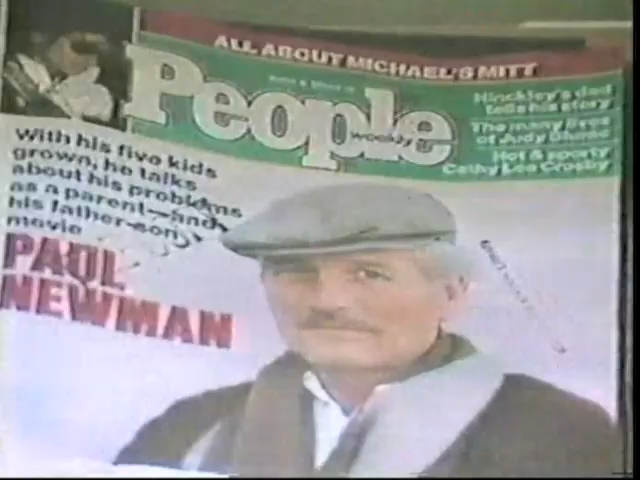 ALL ABOUT MICHAEL'S MITT
People
weekly
Hinckley's dad
tells his story
The many lives
of Judy Blume
Hot & sporty
Cathy Lee Crosby
With his five kids
grown, he talks
about his problems
as a parent—and
his father-son
movie
PAUL
NEWMAN